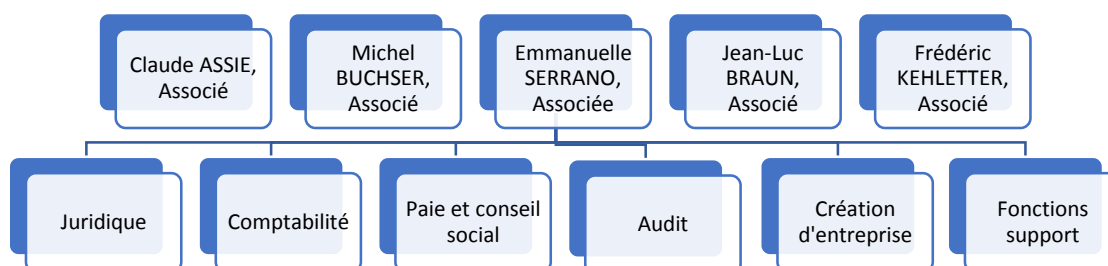 Claude ASSIE,
Associé
Michel
BUCHSER,
Associé
Emmanuelle
SERRANO,
Associée
Jean-Luc
BRAUN,
Associé
Frédéric
KEHLETTER,
Associé
Juridique
Comptabilité
Paie et conseil
social
Audit
Création
d'entreprise
Fonctions
support